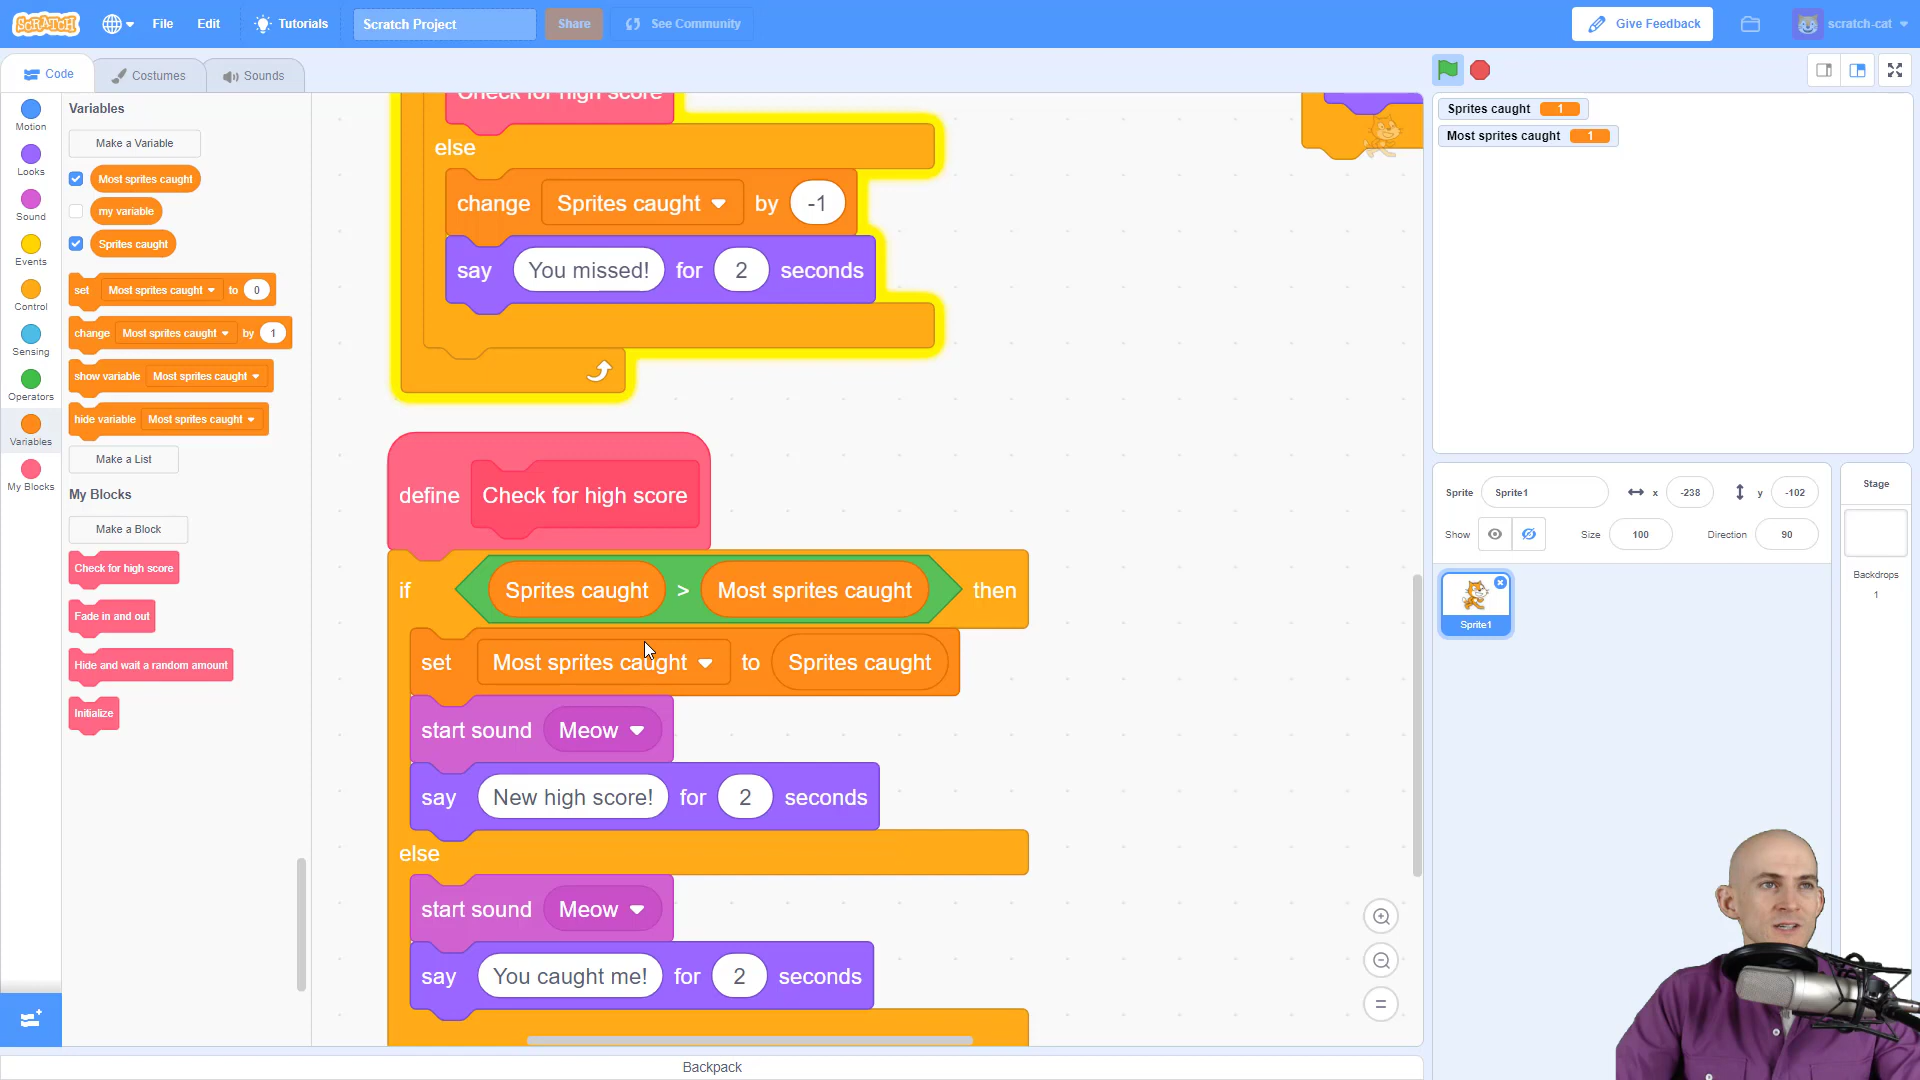 SCRATCH
File
Edit
Tutorials
Scratch Project
Share
See Community
Give Feedback
scratch-cat
Code
Costumes
Sounds
Motion
Looks
Sound
Events
Control
Sensing
Operators
Variables
My Blocks
Variables
Make a Variable
Most sprites caught
my variable
Sprites caught
set Most sprites caught to 0
change Most sprites caught by 1
show variable Most sprites caught
hide variable Most sprites caught
Make a List
My Blocks
Make a Block
Check for high score
Fade in and out
Hide and wait a random amount
Initialize
Check for high score
else
change Sprites caught by -1
say You missed! for 2 seconds
define Check for high score
if Sprites caught > Most sprites caught then
set Most sprites caught to Sprites caught
start sound Meow
say New high score! for 2 seconds
else
start sound Meow
say You caught me! for 2 seconds
Backpack
Sprites caught 1
Most sprites caught 1
Sprite Sprite1 x -238 y -102
Show Size 100 Direction 90
Sprite1
Stage
Backdrops
1